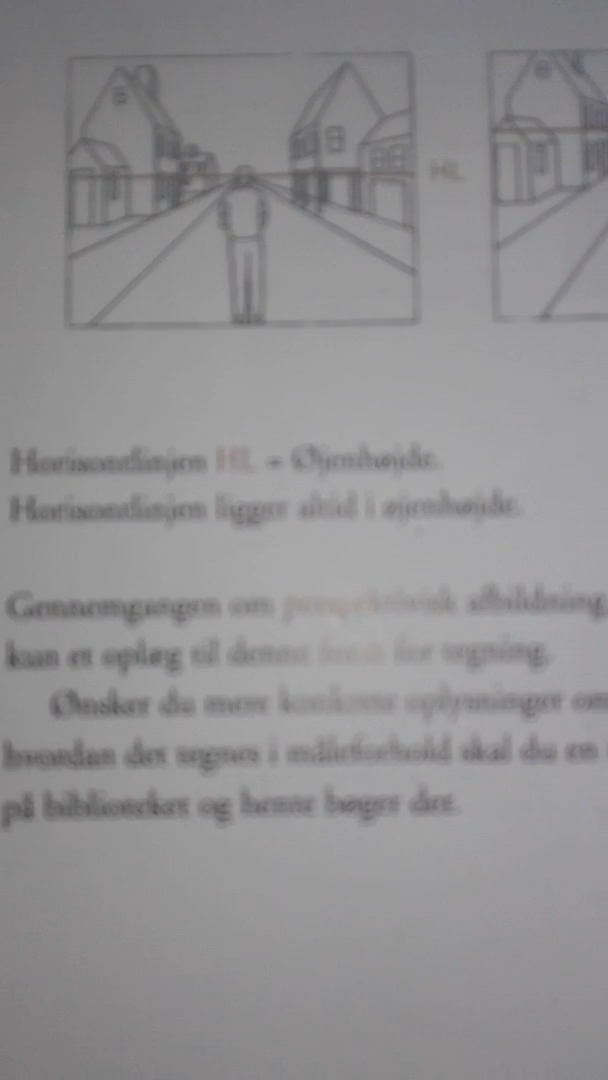 HL
Horisontlinjen HL = Øjenhøjde.
Horisontlinjen ligger altid i øjenhøjde.
Gennemgangen om perspektivisk afbildning
kun et oplæg til denne form for tegning.
Ønsker du mere konkrete oplysninger om
hvordan der tegnes i målforhold skal du en
på biblioteket og hente bøger der.